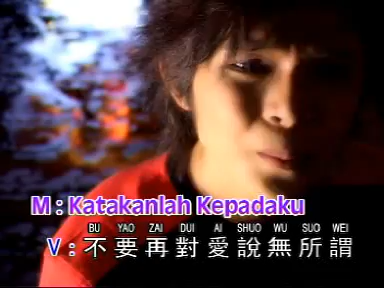 M : Katakanlah Kepadaku
BU YAO ZAI DUI AI SHUO WU SUO WEI
V : 不要再對愛說無所謂